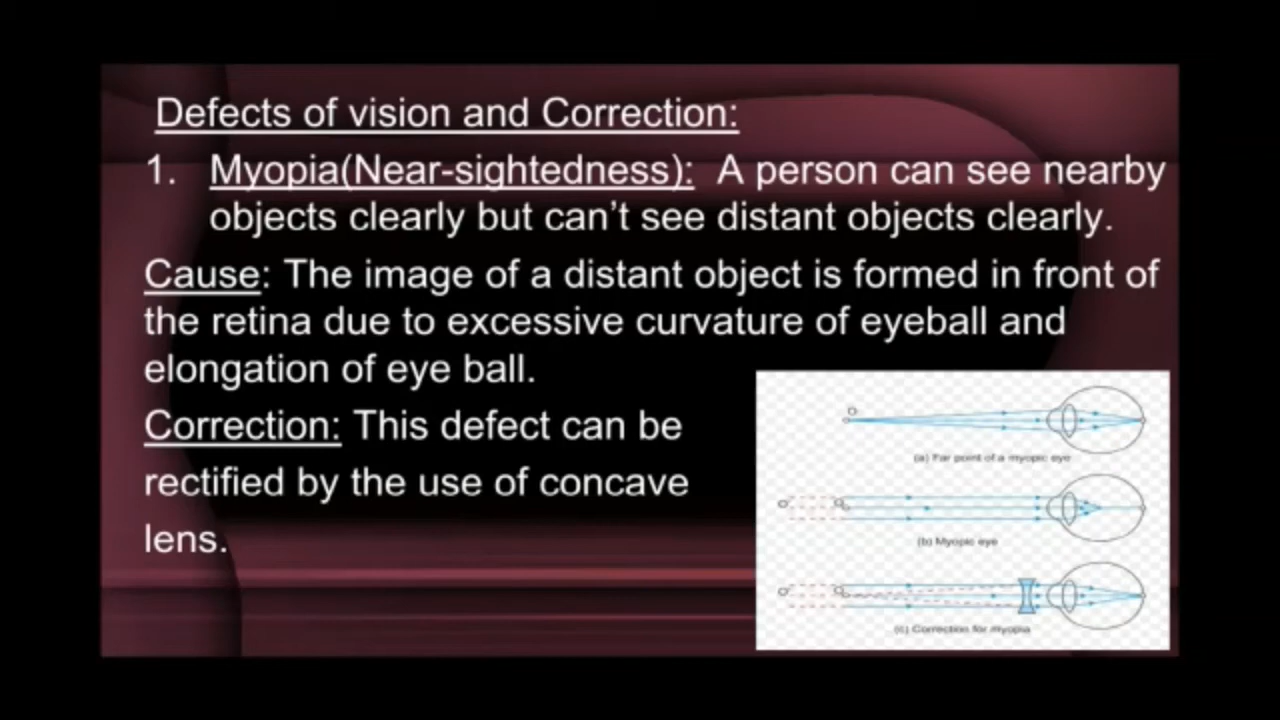 Defects of vision and Correction:
1. Myopia(Near-sightedness): A person can see nearby
objects clearly but can't see distant objects clearly.
Cause: The image of a distant object is formed in front of
the retina due to excessive curvature of eyeball and
elongation of eye ball.
Correction: This defect can be
rectified by the use of concave
lens.
(a) Far point of a myopic eye
(b) Myopic eye
(c) Correction for myopia